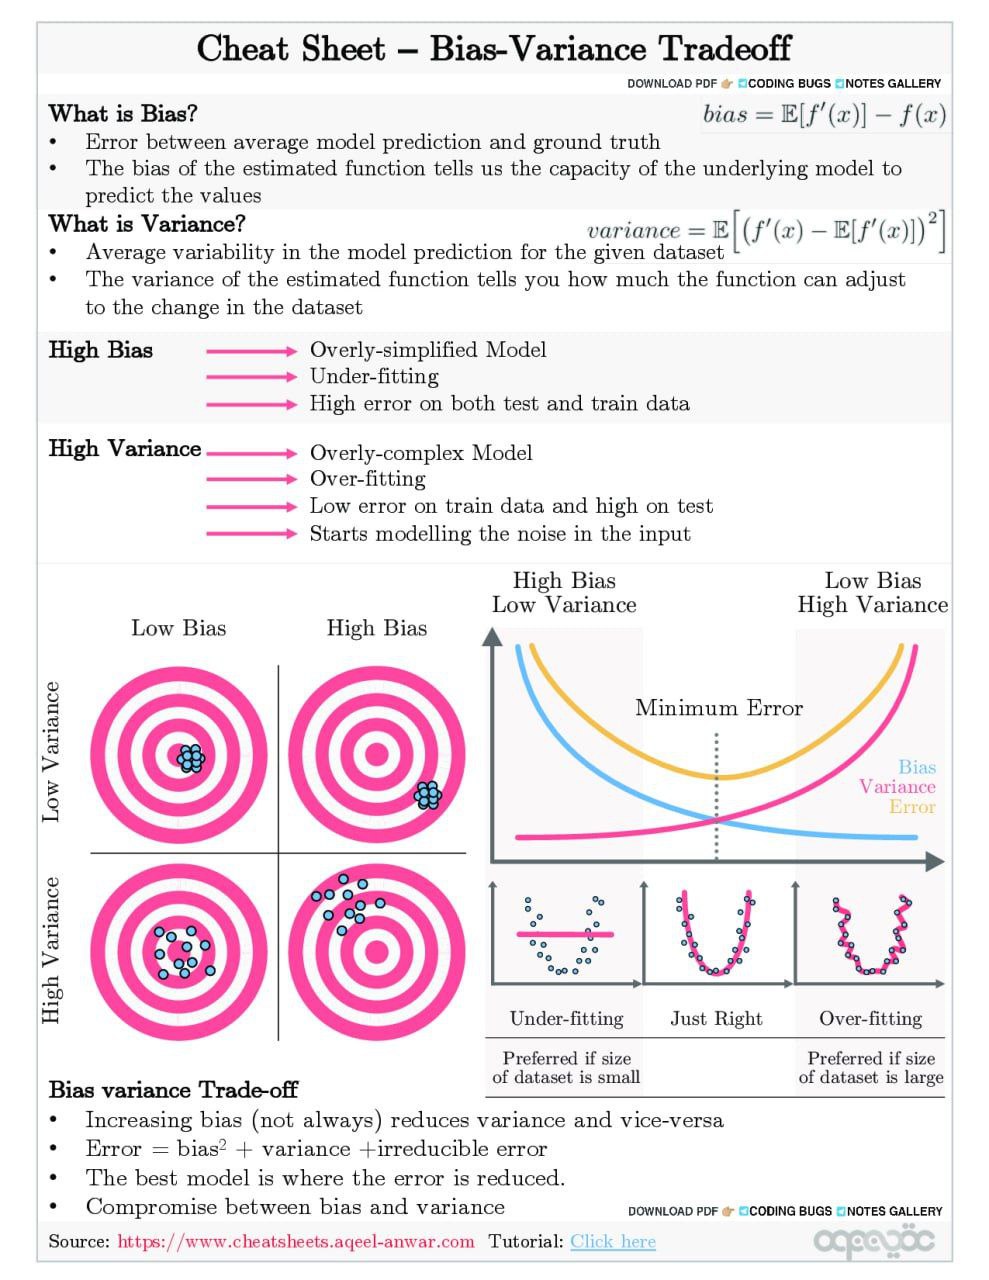 Cheat Sheet – Bias-Variance Tradeoff
DOWNLOAD PDF 👉🏼 CODING BUGS NOTES GALLERY
What is Bias?
bias = 𝔼[f′(x)] − f(x)
• Error between average model prediction and ground truth
• The bias of the estimated function tells us the capacity of the underlying model to
predict the values
What is Variance?
variance = 𝔼[(f′(x) − 𝔼[f′(x)])²]
• Average variability in the model prediction for the given dataset
• The variance of the estimated function tells you how much the function can adjust
to the change in the dataset
High Bias
Overly-simplified Model
Under-fitting
High error on both test and train data
High Variance
Overly-complex Model
Over-fitting
Low error on train data and high on test
Starts modelling the noise in the input
Low Bias
High Bias
Low Variance
High Variance
High Bias
Low Variance
Low Bias
High Variance
Minimum Error
Bias
Variance
Error
Under-fitting
Just Right
Over-fitting
Preferred if size
of dataset is small
Preferred if size
of dataset is large
Bias variance Trade-off
• Increasing bias (not always) reduces variance and vice-versa
• Error = bias² + variance +irreducible error
• The best model is where the error is reduced.
• Compromise between bias and variance
DOWNLOAD PDF 👉🏼 CODING BUGS NOTES GALLERY
Source: https://www.cheatsheets.aqeel-anwar.com Tutorial: Click here